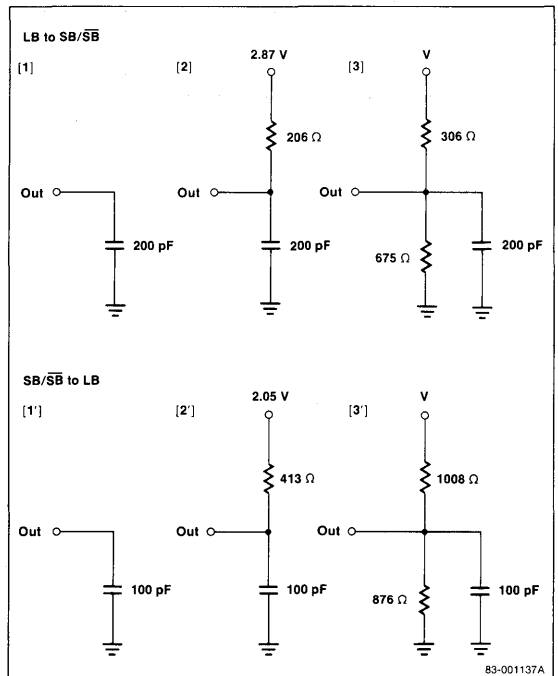 LB to SB/S̅B̅
[1]
[2]
2.87 V
[3]
V
206 Ω
306 Ω
Out
Out
Out
200 pF
200 pF
675 Ω
200 pF
SB/S̅B̅ to LB
[1']
[2']
2.05 V
[3']
V
413 Ω
1008 Ω
Out
Out
Out
100 pF
100 pF
876 Ω
100 pF
83-001137A